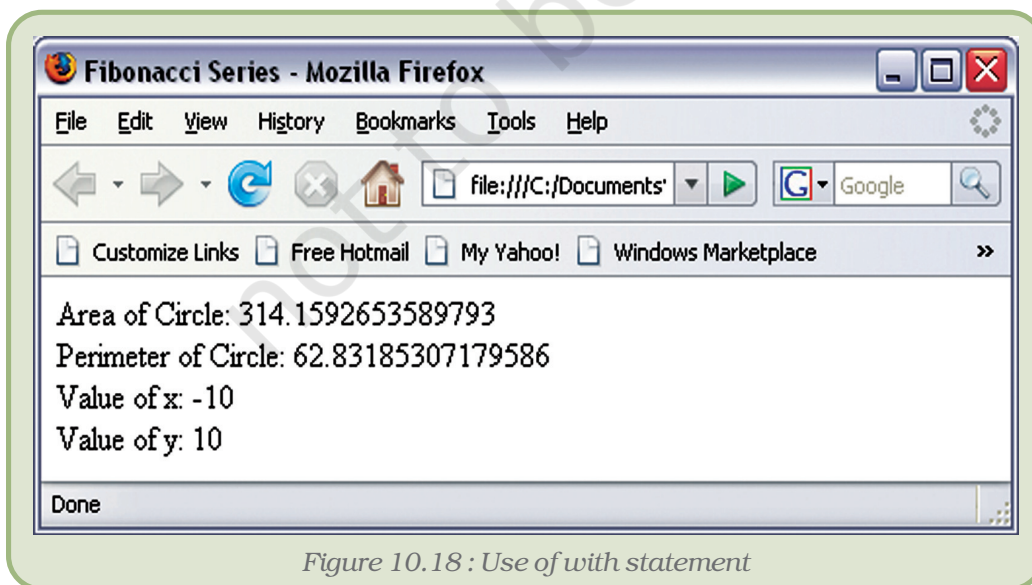 Fibonacci Series - Mozilla Firefox
File Edit View History Bookmarks Tools Help
file:///C:/Documents
G Google
Customize Links Free Hotmail My Yahoo! Windows Marketplace »
Area of Circle: 314.1592653589793
Perimeter of Circle: 62.83185307179586
Value of x: -10
Value of y: 10
Done
not to b
Figure 10.18 : Use of with statement